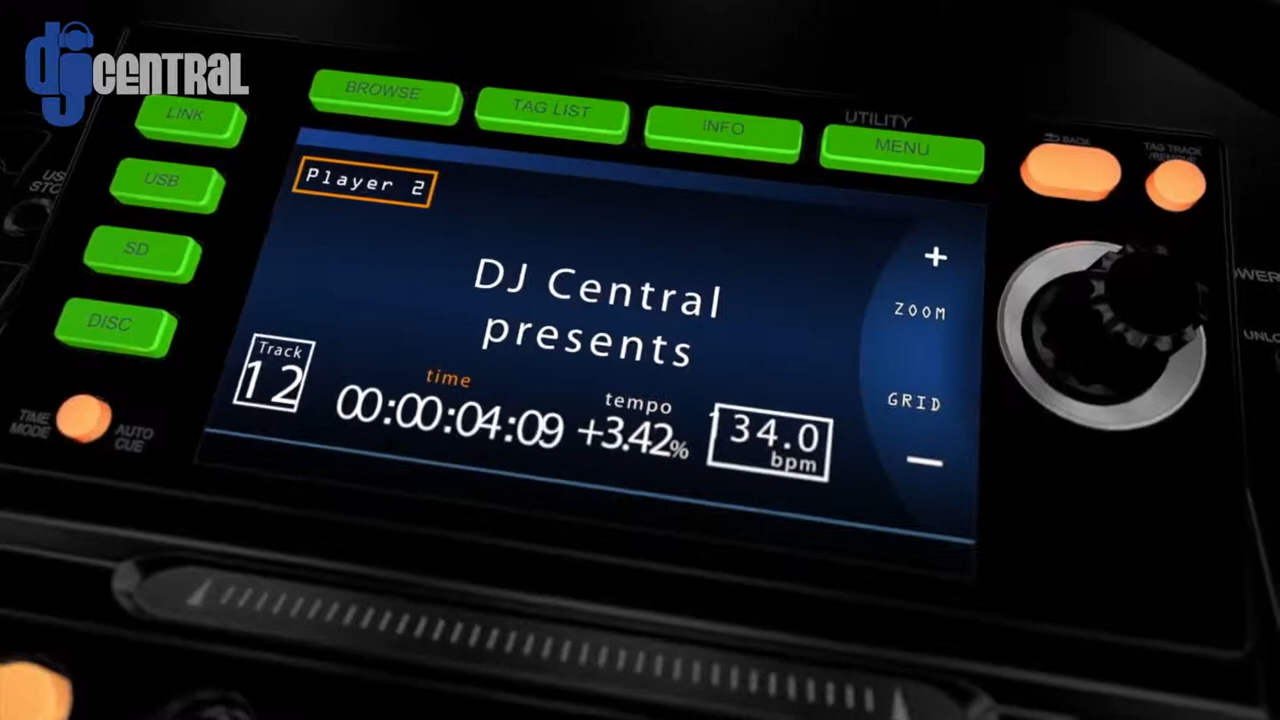 dj CENTRAL
LINK
BROWSE
TAG LIST
INFO
UTILITY
MENU
BACK
TAG TRACK
/REMOVE
USB
SD
DISC
TIME
MODE
AUTO
CUE
Player 2
DJ Central
presents
+
ZOOM
GRID
−
Track
12
time
00:00:04:09
tempo
+3.42%
134.0
bpm